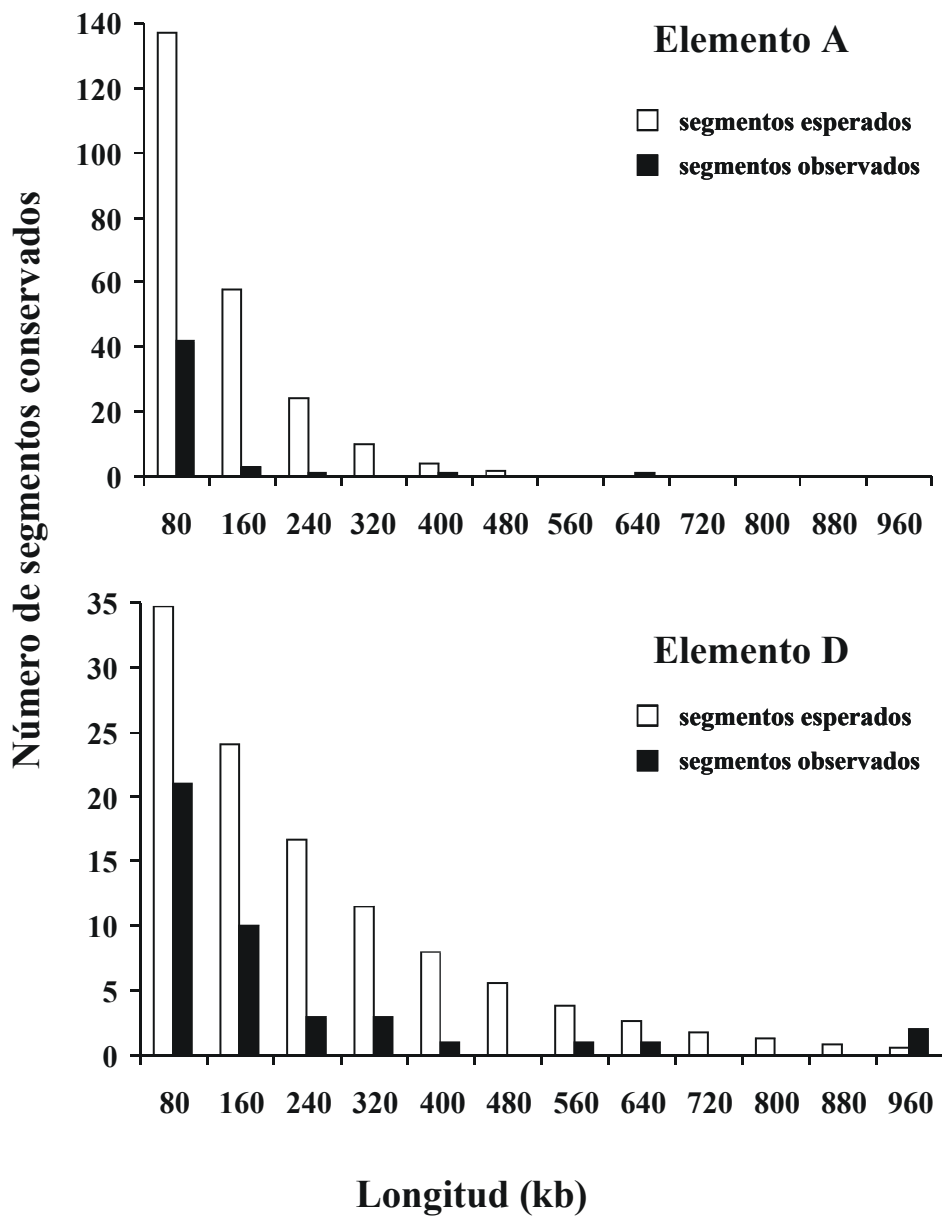 Número de segmentos conservados
Elemento A
segmentos esperados
segmentos observados
140
120
100
80
60
40
20
0
80 160 240 320 400 480 560 640 720 800 880 960
Elemento D
segmentos esperados
segmentos observados
35
30
25
20
15
10
5
0
80 160 240 320 400 480 560 640 720 800 880 960
Longitud (kb)